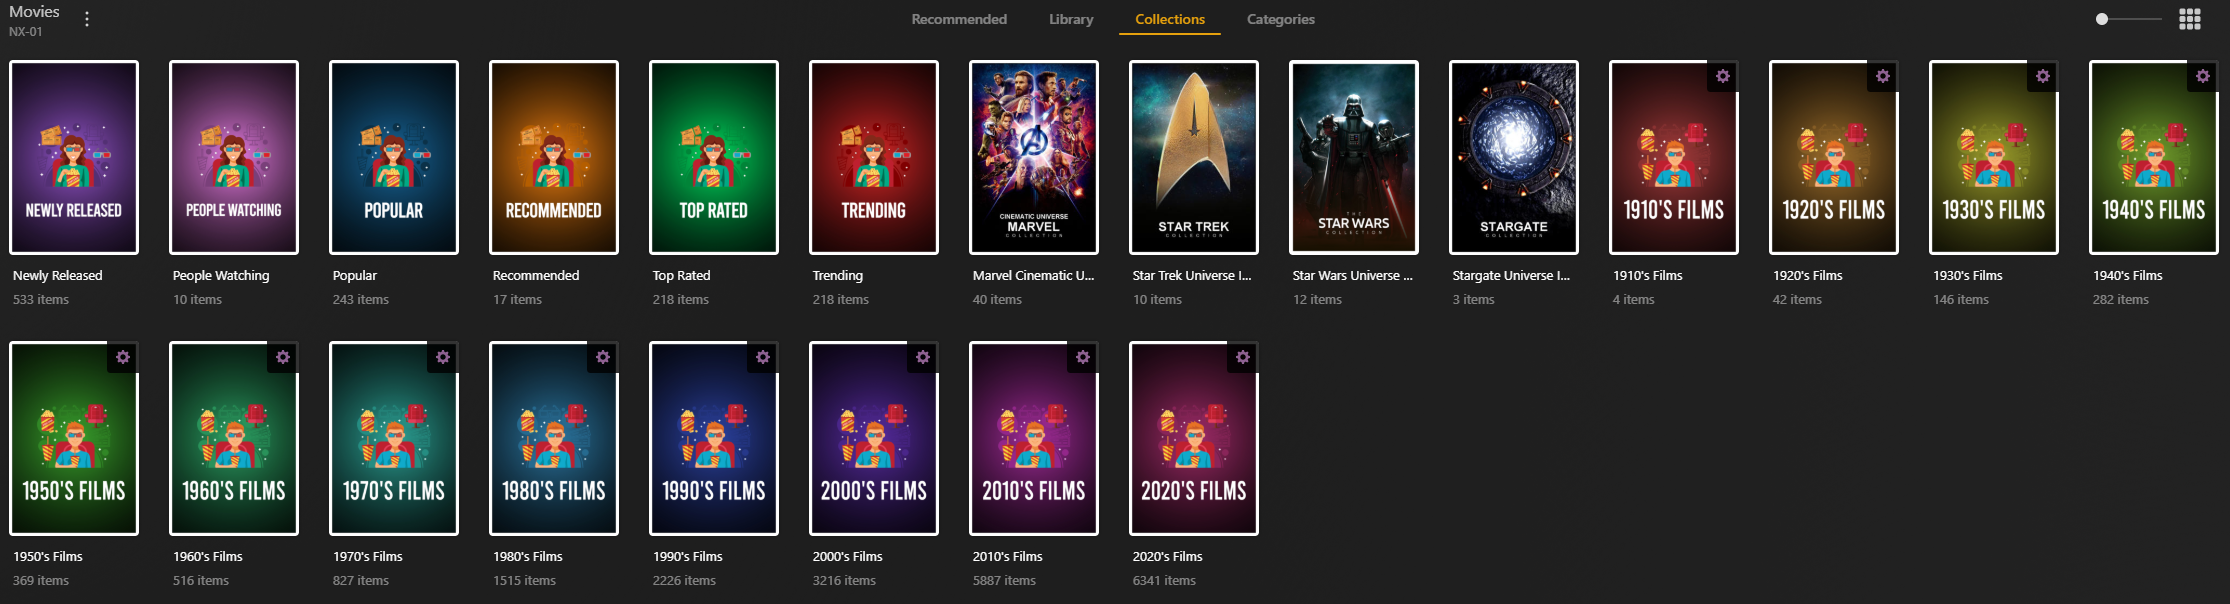 Movies
NX-01
Recommended
Library
Collections
Categories
NEWLY RELEASED
PEOPLE WATCHING
POPULAR
RECOMMENDED
TOP RATED
TRENDING
CINEMATIC UNIVERSE
MARVEL
COLLECTION
STAR TREK
COLLECTION
THE
STAR WARS
COLLECTION
STARGATE
COLLECTION
1910'S FILMS
1920'S FILMS
1930'S FILMS
1940'S FILMS
Newly Released
533 items
People Watching
10 items
Popular
243 items
Recommended
17 items
Top Rated
218 items
Trending
218 items
Marvel Cinematic U...
40 items
Star Trek Universe I...
10 items
Star Wars Universe ...
12 items
Stargate Universe I...
3 items
1910's Films
4 items
1920's Films
42 items
1930's Films
146 items
1940's Films
282 items
1950'S FILMS
1960'S FILMS
1970'S FILMS
1980'S FILMS
1990'S FILMS
2000'S FILMS
2010'S FILMS
2020'S FILMS
1950's Films
369 items
1960's Films
516 items
1970's Films
827 items
1980's Films
1515 items
1990's Films
2226 items
2000's Films
3216 items
2010's Films
5887 items
2020's Films
6341 items